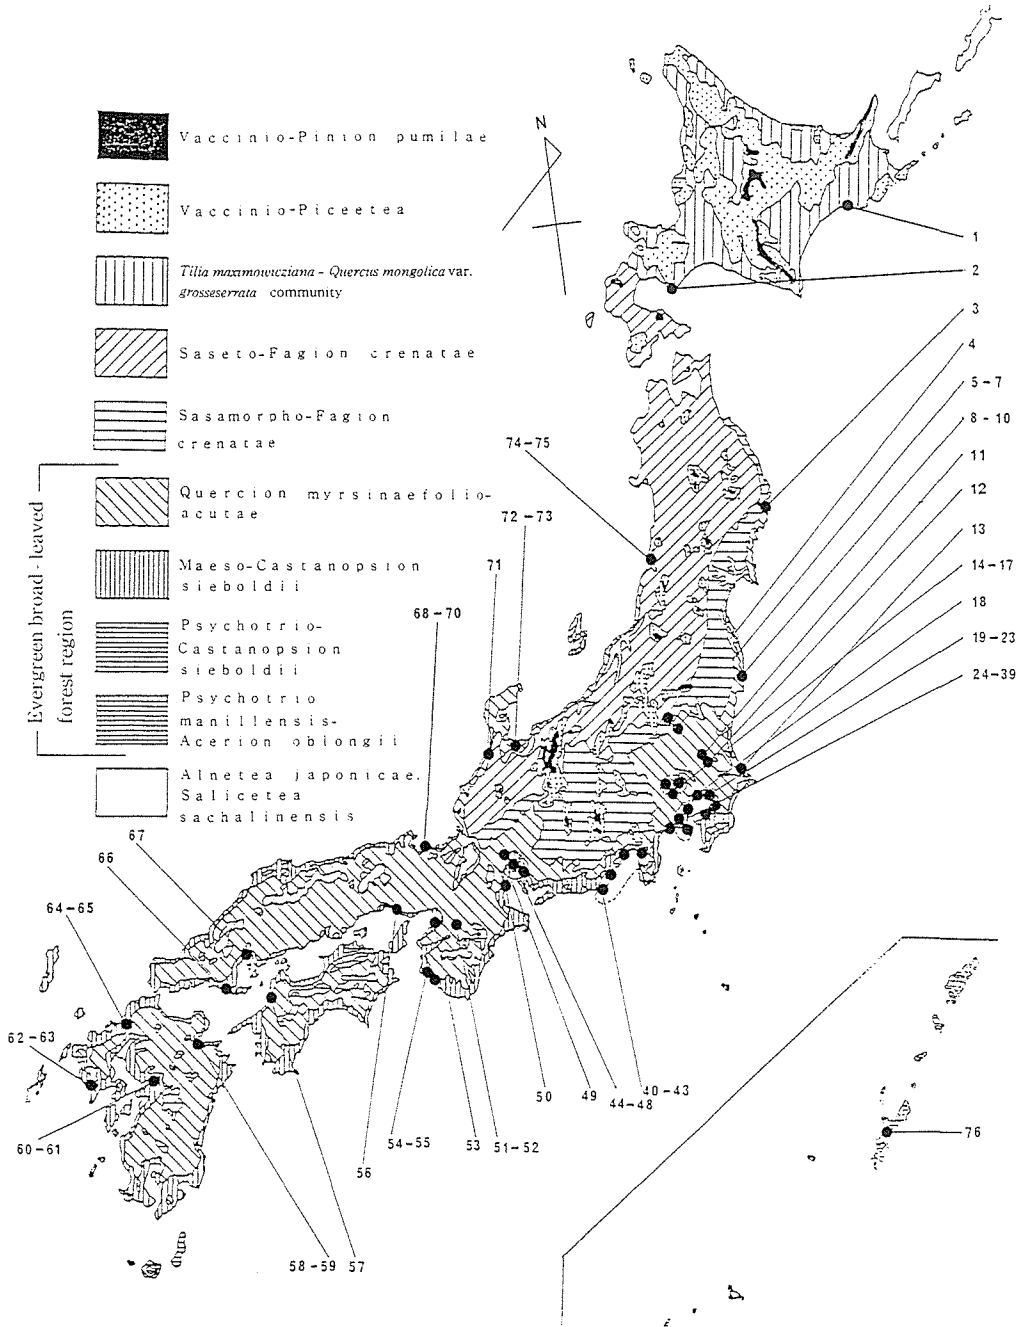 Vaccinio-Pinion pumilae
Vaccinio-Piceetea
Tilia maximowicziana - Quercus mongolica var.
grosseserrata community
Saseto-Fagion crenatae
Sasamorpho-Fagion
crenatae
Evergreen broad-leaved
forest region
Quercion myrsinaefolio-
acutae
Maeso-Castanopsion
sieboldii
Psychotrio-
Castanopsion
sieboldii
Psychotrio
manillensis-
Acerion oblongii
Alnetea japonicae.
Salicetea
sachalinensis
N
1
2
3
4
5-7
8-10
11
12
13
14-17
18
19-23
24-39
74-75
72-73
71
68-70
67
66
64-65
62-63
60-61
58-59
57
56
54-55
53
51-52
50
49
44-48
40-43
76